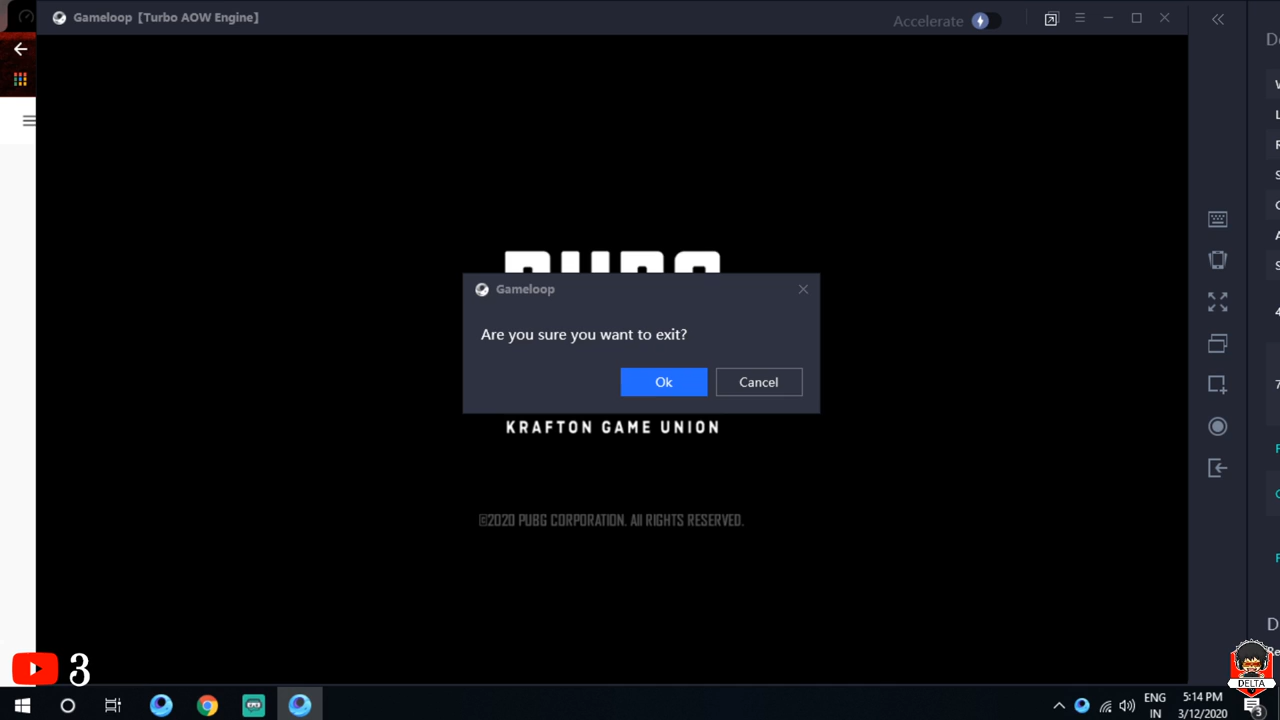 Gameloop [Turbo AOW Engine]
Accelerate
Gameloop
Are you sure you want to exit?
Ok
Cancel
KRAFTON GAME UNION
©2020 PUBG CORPORATION. All RIGHTS RESERVED.
3
DELTA
ENG
IN
5:14 PM
3/12/2020
3